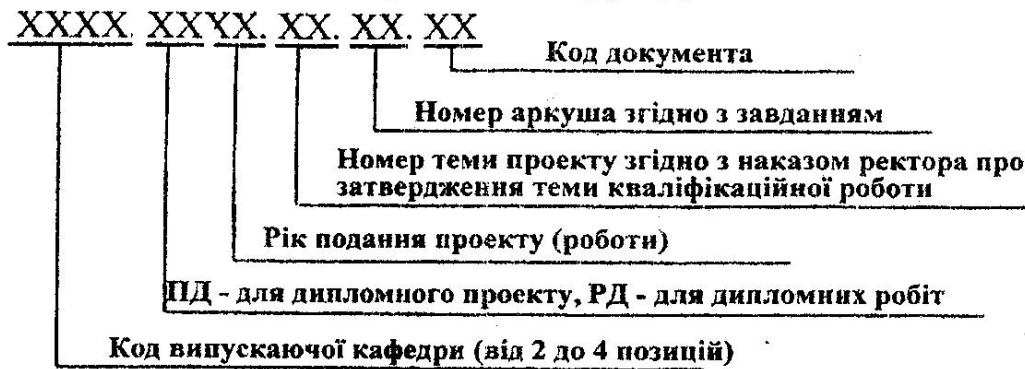 XXXX. XXXX. XX. XX. XX
Код документа
Номер аркуша згідно з завданням
Номер теми проекту згідно з наказом ректора про
затвердження теми кваліфікаційної роботи
Рік подання проекту (роботи)
ПД - для дипломного проекту, РД - для дипломних робіт
Код випускаючої кафедри (від 2 до 4 позицій)